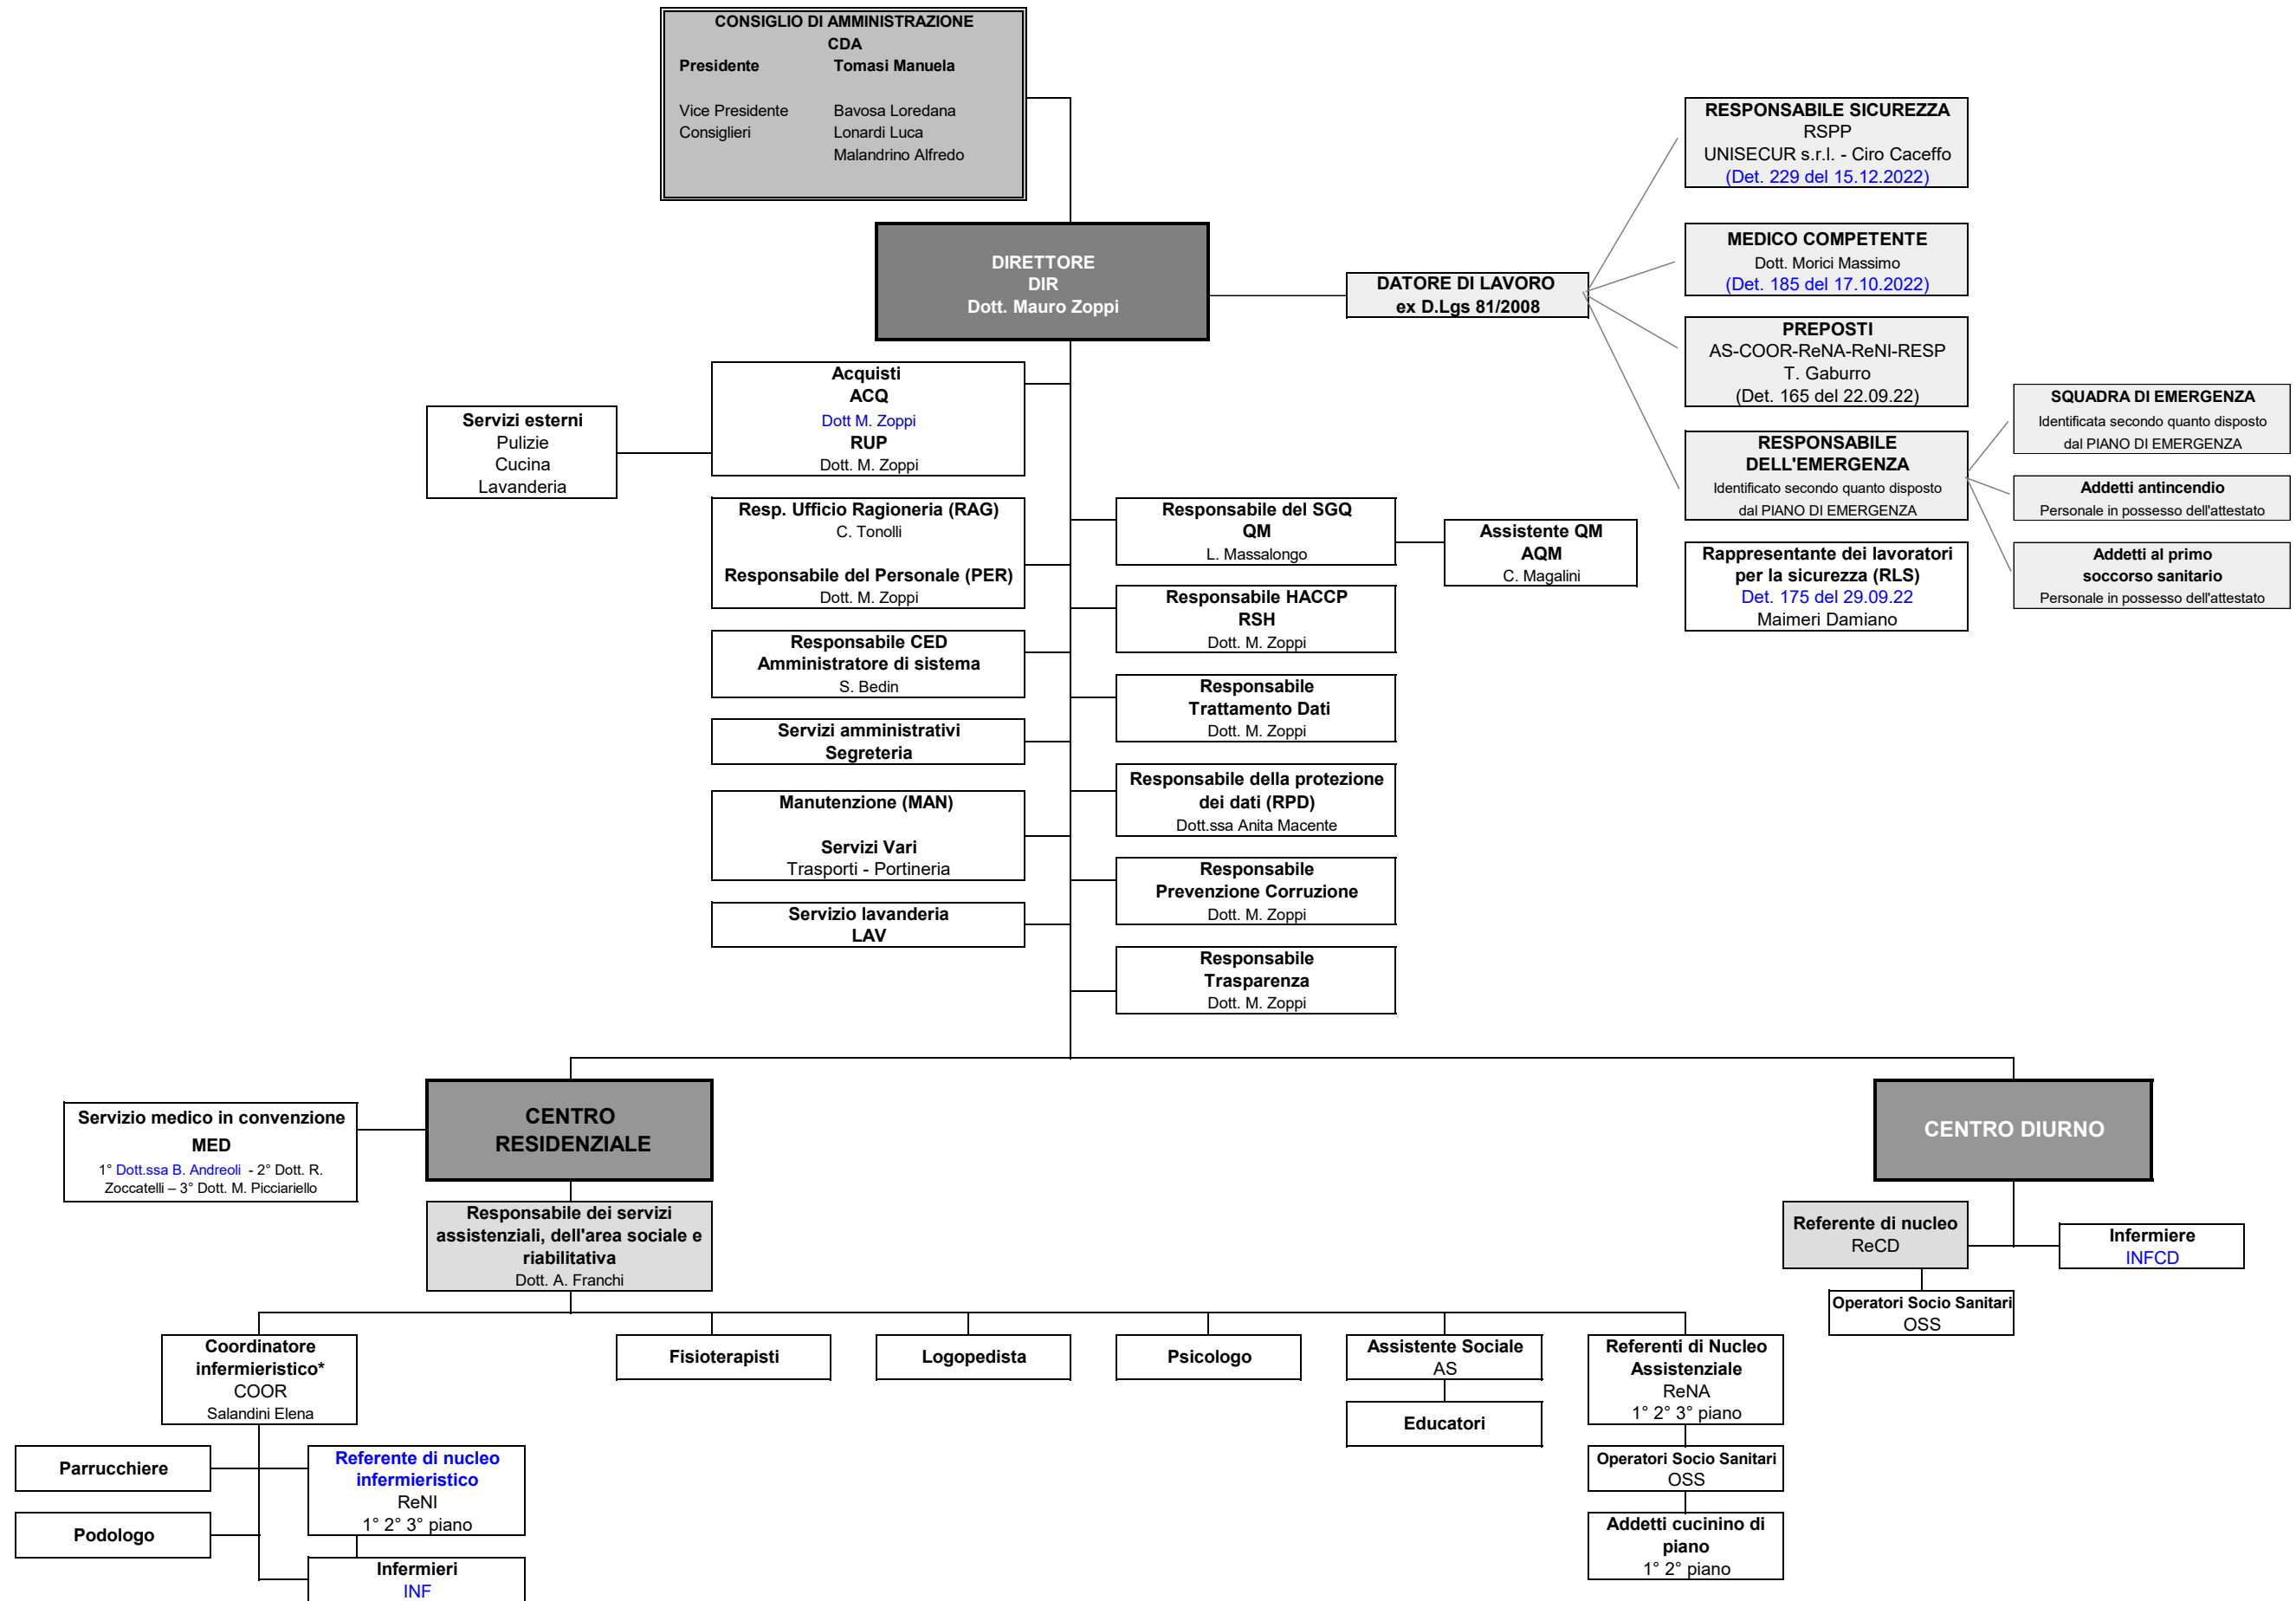 CONSIGLIO DI AMMINISTRAZIONE
CDA
Presidente Tomasi Manuela
Vice Presidente Bavosa Loredana
Consiglieri Lonardi Luca
Malandrino Alfredo
DIRETTORE
DIR
Dott. Mauro Zoppi
DATORE DI LAVORO
ex D.Lgs 81/2008
RESPONSABILE SICUREZZA
RSPP
UNISECUR s.r.l. - Ciro Caceffo
(Det. 229 del 15.12.2022)
MEDICO COMPETENTE
Dott. Morici Massimo
(Det. 185 del 17.10.2022)
PREPOSTI
AS-COOR-ReNA-ReNI-RESP
T. Gaburro
(Det. 165 del 22.09.22)
RESPONSABILE
DELL'EMERGENZA
Identificato secondo quanto disposto
dal PIANO DI EMERGENZA
SQUADRA DI EMERGENZA
Identificata secondo quanto disposto
dal PIANO DI EMERGENZA
Addetti antincendio
Personale in possesso dell'attestato
Addetti al primo
soccorso sanitario
Personale in possesso dell'attestato
Rappresentante dei lavoratori
per la sicurezza (RLS)
Det. 175 del 29.09.22
Maimeri Damiano
Servizi esterni
Pulizie
Cucina
Lavanderia
Acquisti
ACQ
Dott M. Zoppi
RUP
Dott. M. Zoppi
Resp. Ufficio Ragioneria (RAG)
C. Tonolli
Responsabile del Personale (PER)
Dott. M. Zoppi
Responsabile CED
Amministratore di sistema
S. Bedin
Servizi amministrativi
Segreteria
Manutenzione (MAN)
Servizi Vari
Trasporti - Portineria
Servizio lavanderia
LAV
Responsabile del SGQ
QM
L. Massalongo
Assistente QM
AQM
C. Magalini
Responsabile HACCP
RSH
Dott. M. Zoppi
Responsabile
Trattamento Dati
Dott. M. Zoppi
Responsabile della protezione
dei dati (RPD)
Dott.ssa Anita Macente
Responsabile
Prevenzione Corruzione
Dott. M. Zoppi
Responsabile
Trasparenza
Dott. M. Zoppi
Servizio medico in convenzione
MED
1° Dott.ssa B. Andreoli - 2° Dott. R.
Zoccatelli – 3° Dott. M. Picciariello
CENTRO
RESIDENZIALE
Responsabile dei servizi
assistenziali, dell'area sociale e
riabilitativa
Dott. A. Franchi
CENTRO DIURNO
Referente di nucleo
ReCD
Infermiere
INFCD
Operatori Socio Sanitari
OSS
Coordinatore
infermieristico*
COOR
Salandini Elena
Fisioterapisti
Logopedista
Psicologo
Assistente Sociale
AS
Educatori
Referenti di Nucleo
Assistenziale
ReNA
1° 2° 3° piano
Operatori Socio Sanitari
OSS
Addetti cucinino di
piano
1° 2° piano
Parrucchiere
Podologo
Referente di nucleo
infermieristico
ReNI
1° 2° 3° piano
Infermieri
INF